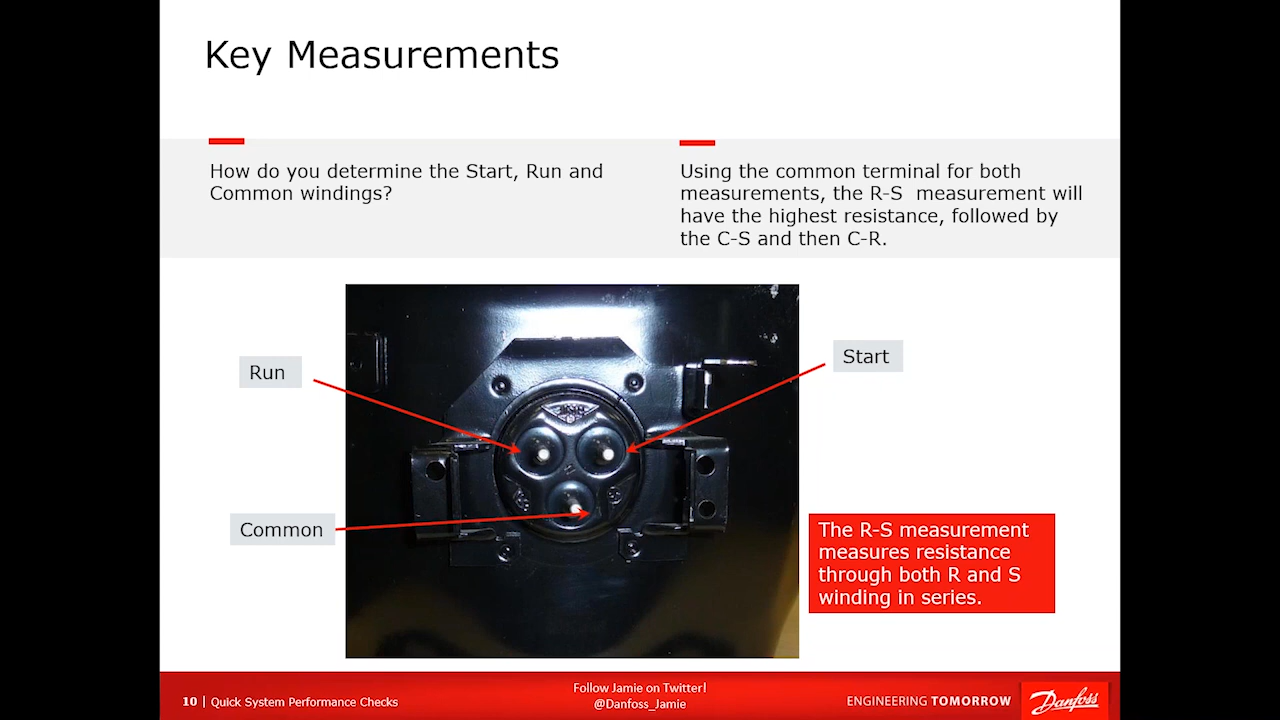 Key Measurements
How do you determine the Start, Run and
Common windings?
Using the common terminal for both
measurements, the R-S  measurement will
have the highest resistance, followed by
the C-S and then C-R.
Run
Start
Common
The R-S measurement
measures resistance
through both R and S
winding in series.
10 | Quick System Performance Checks
Follow Jamie on Twitter!
@Danfoss_Jamie
ENGINEERING TOMORROW
Danfoss